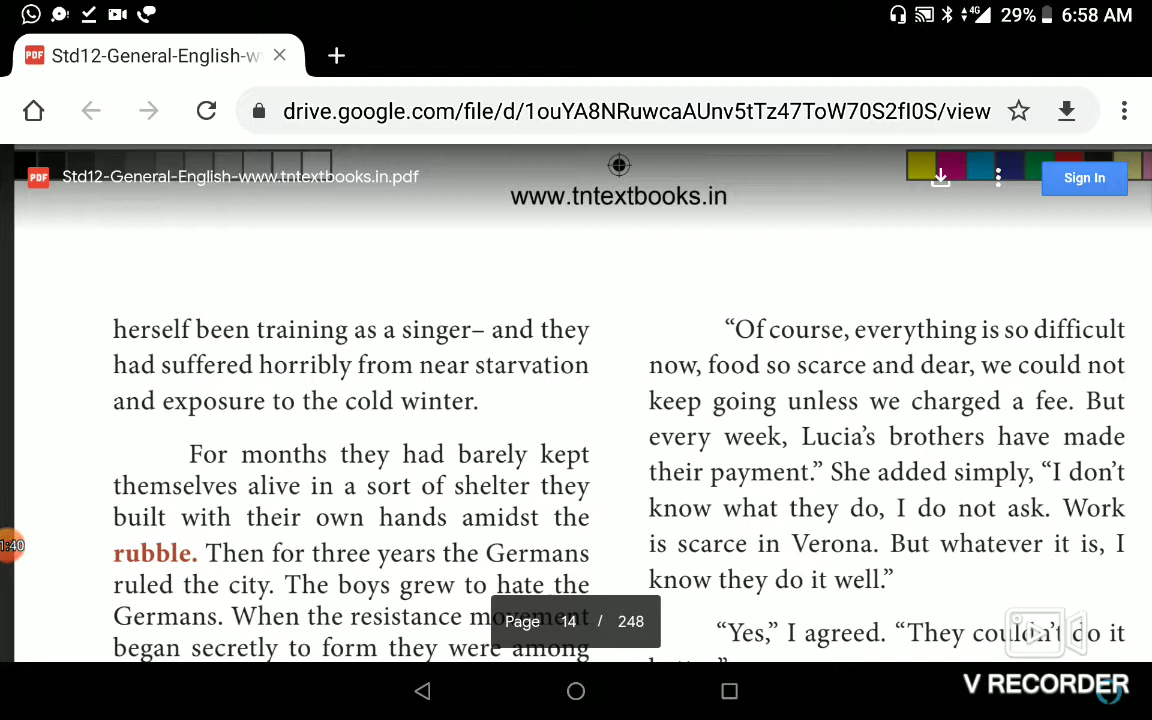 29% 6:58 AM
PDF Std12-General-English-w
drive.google.com/file/d/1ouYA8NRuwcaAUnv5tTz47ToW70S2fI0S/view
PDF Std12-General-English-www.tntextbooks.in.pdf
Sign In
www.tntextbooks.in
herself been training as a singer– and they
had suffered horribly from near starvation
and exposure to the cold winter.
For months they had barely kept
themselves alive in a sort of shelter they
built with their own hands amidst the
rubble. Then for three years the Germans
ruled the city. The boys grew to hate the
Germans. When the resistance movement
began secretly to form they were among
“Of course, everything is so difficult
now, food so scarce and dear, we could not
keep going unless we charged a fee. But
every week, Lucia’s brothers have made
their payment.” She added simply, “I don’t
know what they do, I do not ask. Work
is scarce in Verona. But whatever it is, I
know they do it well.”
“Yes,” I agreed. “They couldn’t do it
1:40
Page 14 / 248
V RECORDER